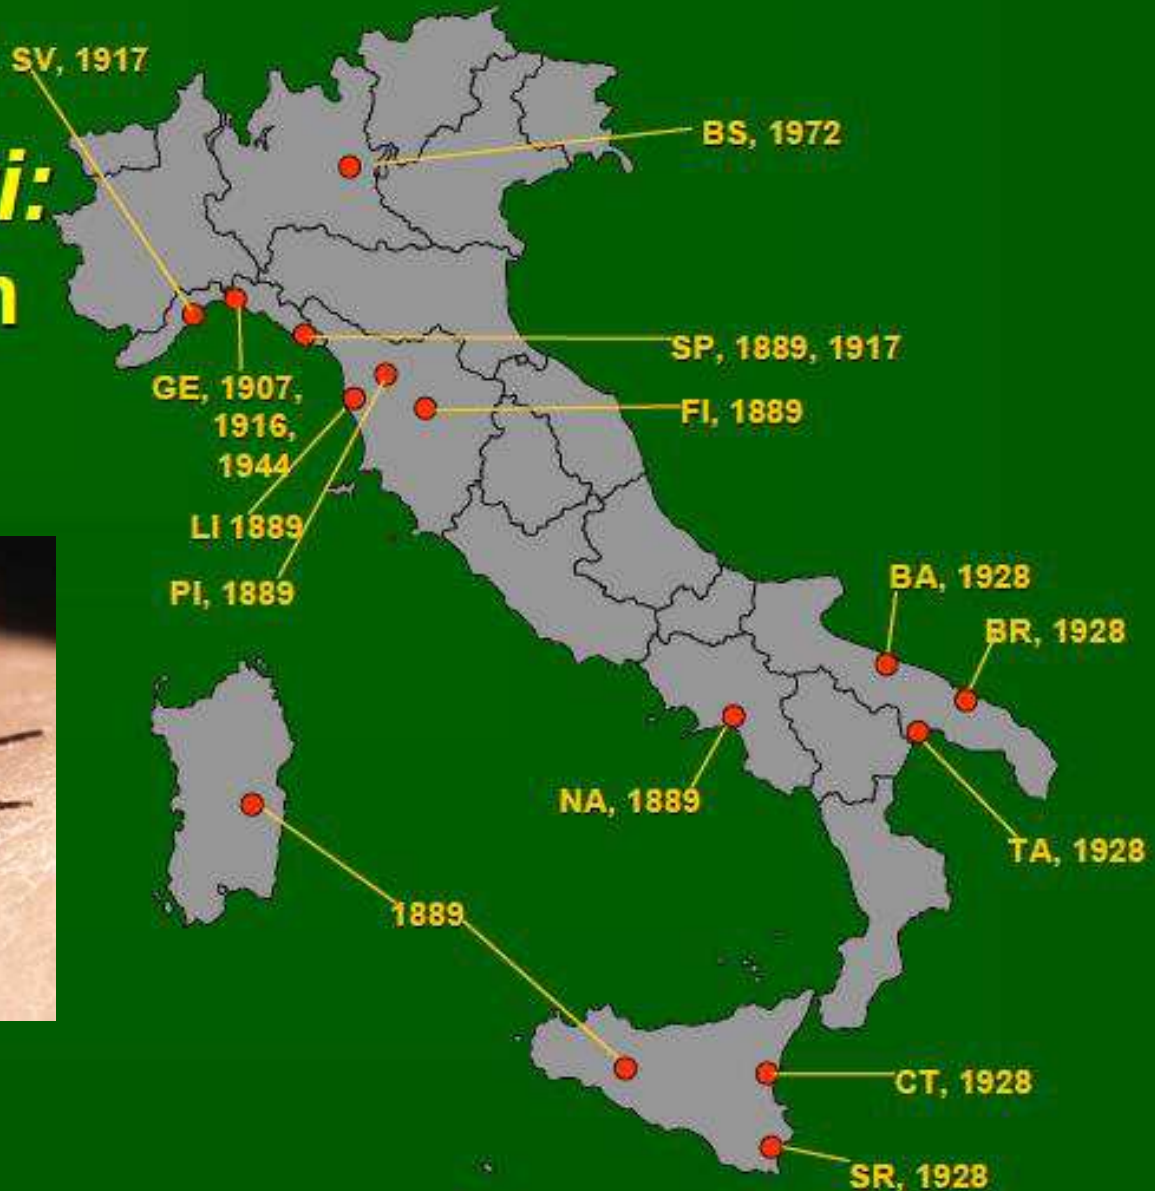 SV, 1917
BS, 1972
i:
n
SP, 1889, 1917
GE, 1907,
1916,
1944
FI, 1889
LI 1889
PI, 1889
BA, 1928
BR, 1928
NA, 1889
TA, 1928
1889
CT, 1928
SR, 1928